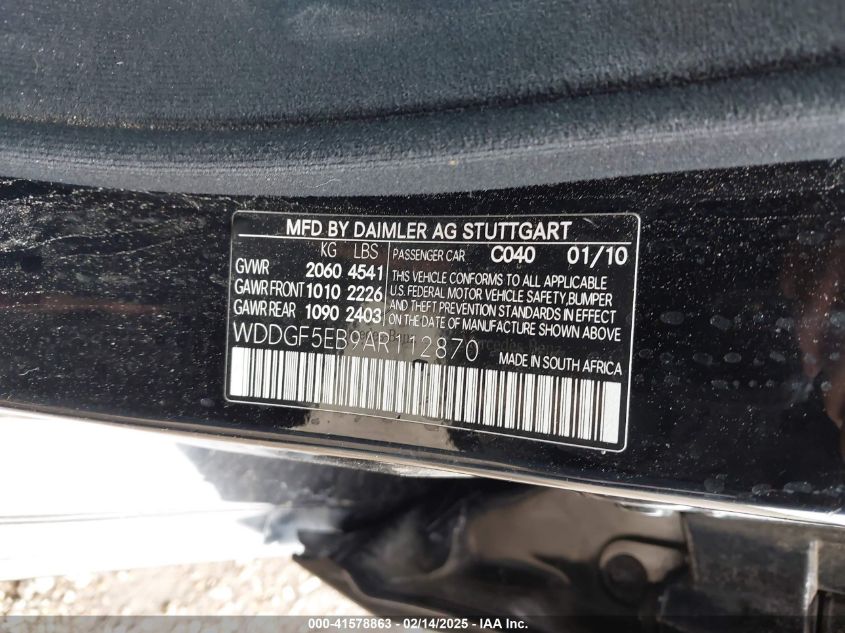 MFD BY DAIMLER AG STUTTGART
KG LBS PASSENGER CAR C040 01/10
GVWR 2060 4541
GAWR FRONT 1010 2226
GAWR REAR 1090 2403
THIS VEHICLE CONFORMS TO ALL APPLICABLE
U.S. FEDERAL MOTOR VEHICLE SAFETY,BUMPER
AND THEFT PREVENTION STANDARDS IN EFFECT
ON THE DATE OF MANUFACTURE SHOWN ABOVE
WDDGF5EB9AR112870 MADE IN SOUTH AFRICA
000-41578863 - 02/14/2025 - IAA Inc.